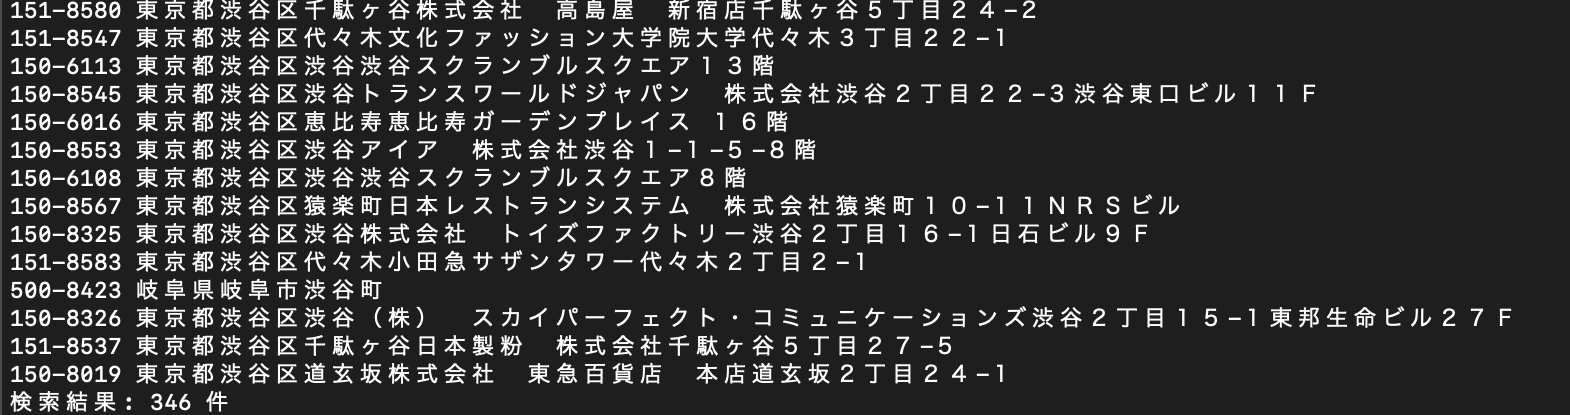 151-8580 東京都渋谷区千駄ヶ谷株式会社　高島屋　新宿店千駄ヶ谷５丁目２４−２
151-8547 東京都渋谷区代々木文化ファッション大学院大学代々木３丁目２２−１
150-6113 東京都渋谷区渋谷渋谷スクランブルスクエア１３階
150-8545 東京都渋谷区渋谷トランスワールドジャパン　株式会社渋谷２丁目２２−３渋谷東口ビル１１Ｆ
150-6016 東京都渋谷区恵比寿恵比寿ガーデンプレイス　１６階
150-8553 東京都渋谷区渋谷アイア　株式会社渋谷１−１−５−８階
150-6108 東京都渋谷区渋谷渋谷スクランブルスクエア８階
150-8567 東京都渋谷区猿楽町日本レストランシステム　株式会社猿楽町１０−１１ＮＲＳビル
150-8325 東京都渋谷区渋谷株式会社　トイズファクトリー渋谷２丁目１６−１日石ビル９Ｆ
151-8583 東京都渋谷区代々木小田急サザンタワー代々木２丁目２−１
500-8423 岐阜県岐阜市渋谷町
150-8326 東京都渋谷区渋谷（株）　スカイパーフェクト・コミュニケーションズ渋谷２丁目１５−１東邦生命ビル２７Ｆ
151-8537 東京都渋谷区千駄ヶ谷日本製粉　株式会社千駄ヶ谷５丁目２７−５
150-8019 東京都渋谷区道玄坂株式会社　東急百貨店　本店道玄坂２丁目２４−１
検索結果: 346 件